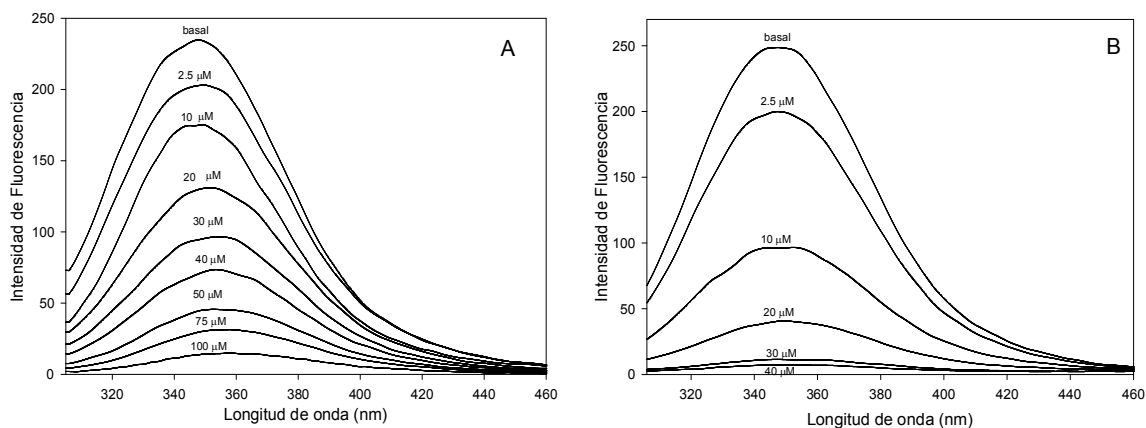 A
Intensidad de Fluorescencia
250
200
150
100
50
0
basal
2.5 µM
10 µM
20 µM
30 µM
40 µM
50 µM
75 µM
100 µM
320 340 360 380 400 420 440 460
Longitud de onda (nm)
B
Intensidad de Fluorescencia
250
200
150
100
50
0
basal
2.5 µM
10 µM
20 µM
30 µM
40 µM
320 340 360 380 400 420 440 460
Longitud de onda (nm)